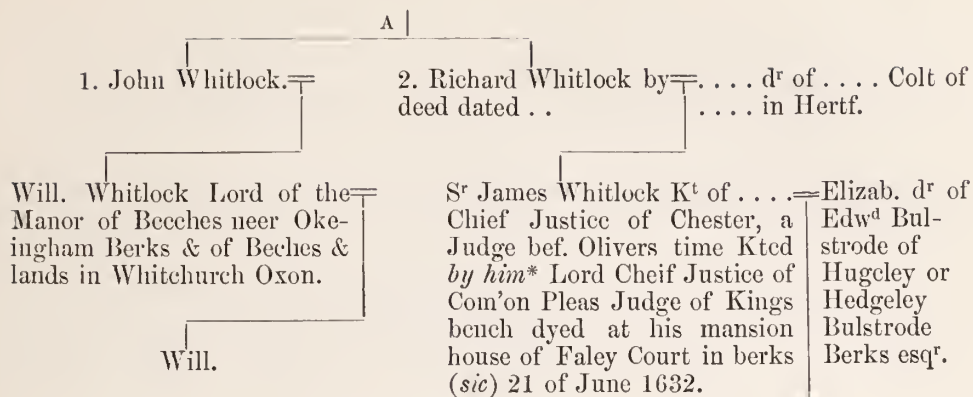 A
1. John Whitlock.
2. Richard Whitlock by
deed dated . .
. . . . dʳ of . . . . Colt of
. . . . in Hertf.
Will. Whitlock Lord of the
Manor of Beeches neer Oke-
ingham Berks & of Beches &
lands in Whitchurch Oxon.
Will.
Sʳ James Whitlock Kᵗ of . . . .
Chief Justice of Chester, a
Judge bef. Olivers time Kted
by him* Lord Cheif Justice of
Com'on Pleas Judge of Kings
bench dyed at his mansion
house of Faley Court in berks
(sic) 21 of June 1632.
Elizab. dʳ of
Edwᵈ Bul-
strode of
Hugeley or
Hedgeley
Bulstrode
Berks esqʳ.